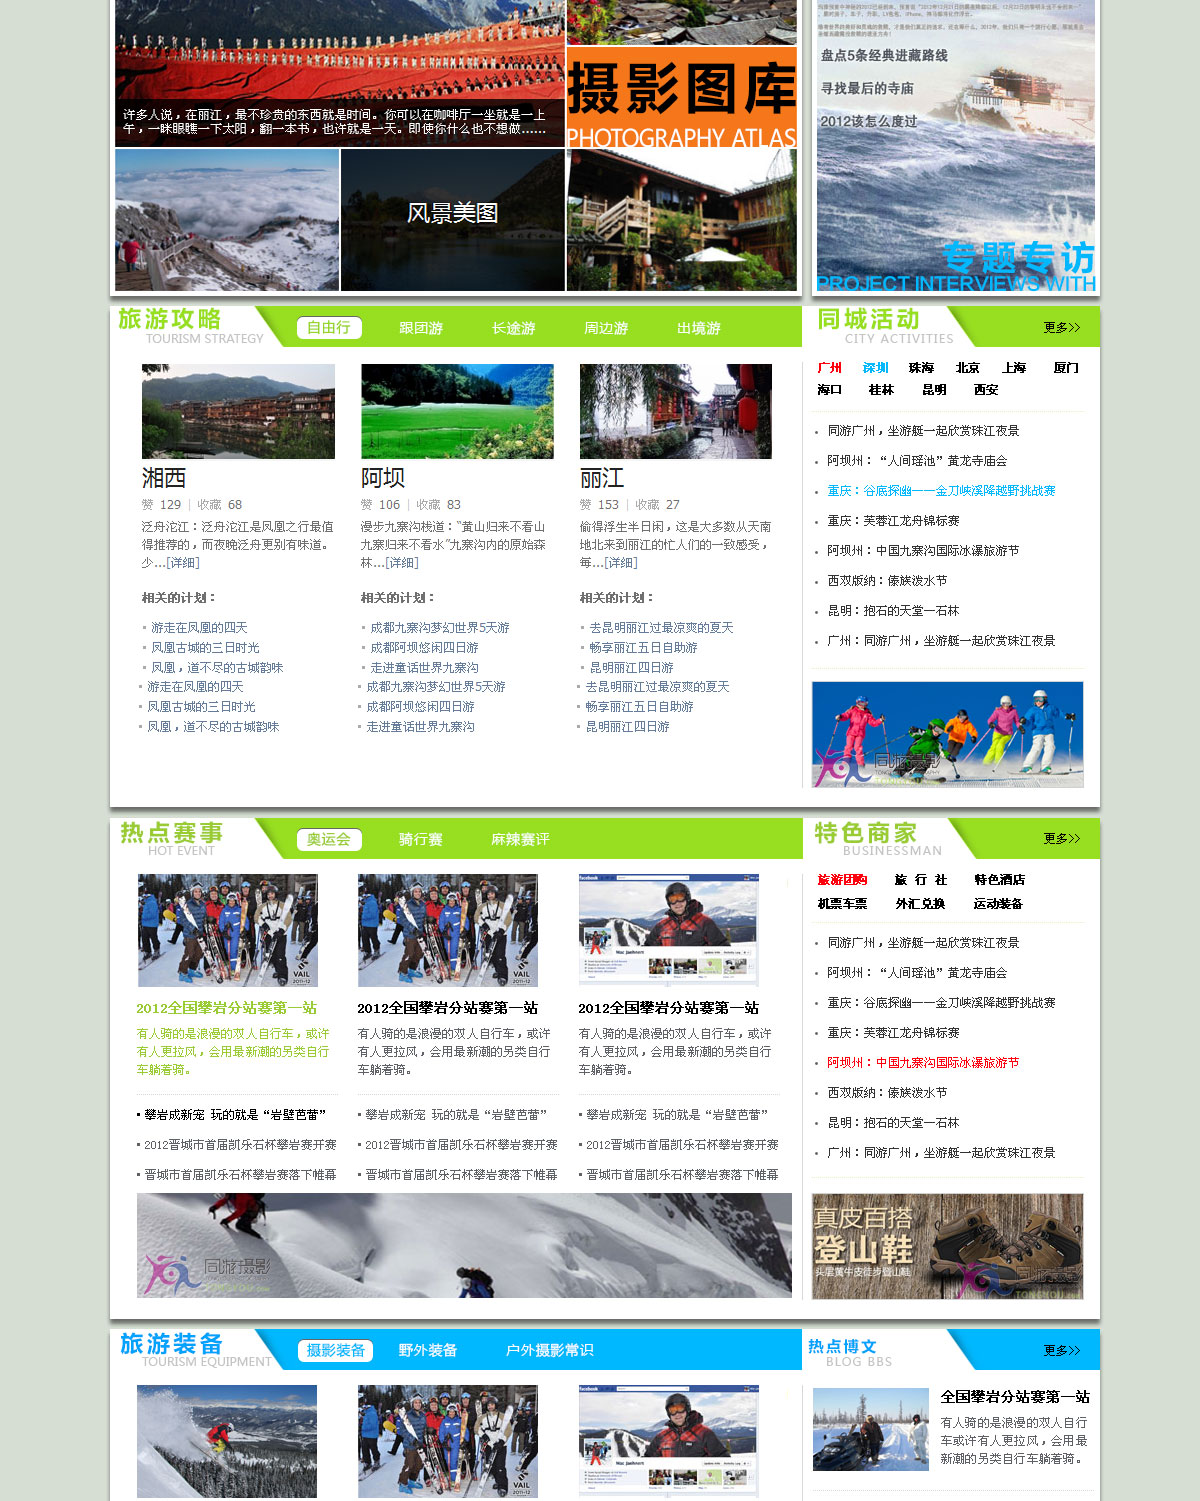 许多人说，在丽江，最不珍贵的东西就是时间。你可以在咖啡厅一坐就是一上
午，一眯眼瞧一下太阳，翻一本书，也许就是一天。即使你什么也不想做……
摄影图库
PHOTOGRAPHY ATLAS
风景美图
盘点5条经典进藏路线
寻找最后的寺庙
2012该怎么度过
专题专访
PROJECT INTERVIEWS WITH
旅游攻略
TOURISM STRATEGY
自由行 跟团游 长途游 周边游 出境游
湘西
赞 129 | 收藏 68
泛舟沱江：泛舟沱江是凤凰之行最值
得推荐的，而夜晚泛舟更别有味道。
少...[详细]
相关的计划：
游走在凤凰的四天
凤凰古城的三日时光
凤凰，道不尽的古城韵味
游走在凤凰的四天
凤凰古城的三日时光
凤凰，道不尽的古城韵味
阿坝
赞 106 | 收藏 83
漫步九寨沟栈道："黄山归来不看山
九寨归来不看水"九寨沟内的原始森
林...[详细]
相关的计划：
成都九寨沟梦幻世界5天游
成都阿坝悠闲四日游
走进童话世界九寨沟
成都九寨沟梦幻世界5天游
成都阿坝悠闲四日游
走进童话世界九寨沟
丽江
赞 153 | 收藏 27
偷得浮生半日闲，这是大多数从天南
地北来到丽江的忙人们的一致感受，
每...[详细]
相关的计划：
去昆明丽江过最凉爽的夏天
畅享丽江五日自助游
昆明丽江四日游
去昆明丽江过最凉爽的夏天
畅享丽江五日自助游
昆明丽江四日游
同城活动
CITY ACTIVITIES
更多>>
广州 深圳 珠海 北京 上海 厦门
海口 桂林 昆明 西安
同游广州，坐游艇一起欣赏珠江夜景
阿坝州：“人间瑶池”黄龙寺庙会
重庆：谷底探幽——金刀峡溪降越野挑战赛
重庆：芙蓉江龙舟锦标赛
阿坝州：中国九寨沟国际冰瀑旅游节
西双版纳：傣族泼水节
昆明：抱石的天堂—石林
广州：同游广州，坐游艇一起欣赏珠江夜景
同游摄影
热点赛事
HOT EVENT
奥运会 骑行赛 麻辣赛评
VAIL
2011-12
2012全国攀岩分站赛第一站
有人骑的是浪漫的双人自行车，或许
有人更拉风，会用最新潮的另类自行
车躺着骑。
攀岩成新宠 玩的就是“岩壁芭蕾”
2012晋城市首届凯乐石杯攀岩赛开赛
晋城市首届凯乐石杯攀岩赛落下帷幕
VAIL
2011-12
2012全国攀岩分站赛第一站
有人骑的是浪漫的双人自行车，或许
有人更拉风，会用最新潮的另类自行
车躺着骑。
攀岩成新宠 玩的就是“岩壁芭蕾”
2012晋城市首届凯乐石杯攀岩赛开赛
晋城市首届凯乐石杯攀岩赛落下帷幕
facebook
2012全国攀岩分站赛第一站
有人骑的是浪漫的双人自行车，或许
有人更拉风，会用最新潮的另类自行
车躺着骑。
攀岩成新宠 玩的就是“岩壁芭蕾”
2012晋城市首届凯乐石杯攀岩赛开赛
晋城市首届凯乐石杯攀岩赛落下帷幕
同游摄影
特色商家
BUSINESSMAN
更多>>
旅游团购 旅 行 社 特色酒店
机票车票 外汇兑换 运动装备
同游广州，坐游艇一起欣赏珠江夜景
阿坝州：“人间瑶池”黄龙寺庙会
重庆：谷底探幽——金刀峡溪降越野挑战赛
重庆：芙蓉江龙舟锦标赛
阿坝州：中国九寨沟国际冰瀑旅游节
西双版纳：傣族泼水节
昆明：抱石的天堂—石林
广州：同游广州，坐游艇一起欣赏珠江夜景
真皮百搭
登山鞋
头层黄牛皮徒步登山鞋
同游摄影
旅游装备
TOURISM EQUIPMENT
摄影装备 野外装备 户外摄影常识
VAIL
2011-12
facebook
热点博文
BLOG BBS
更多>>
全国攀岩分站赛第一站
有人骑的是浪漫的双人自行
车或许有人更拉风，会用最
新潮的另类自行车躺着骑。